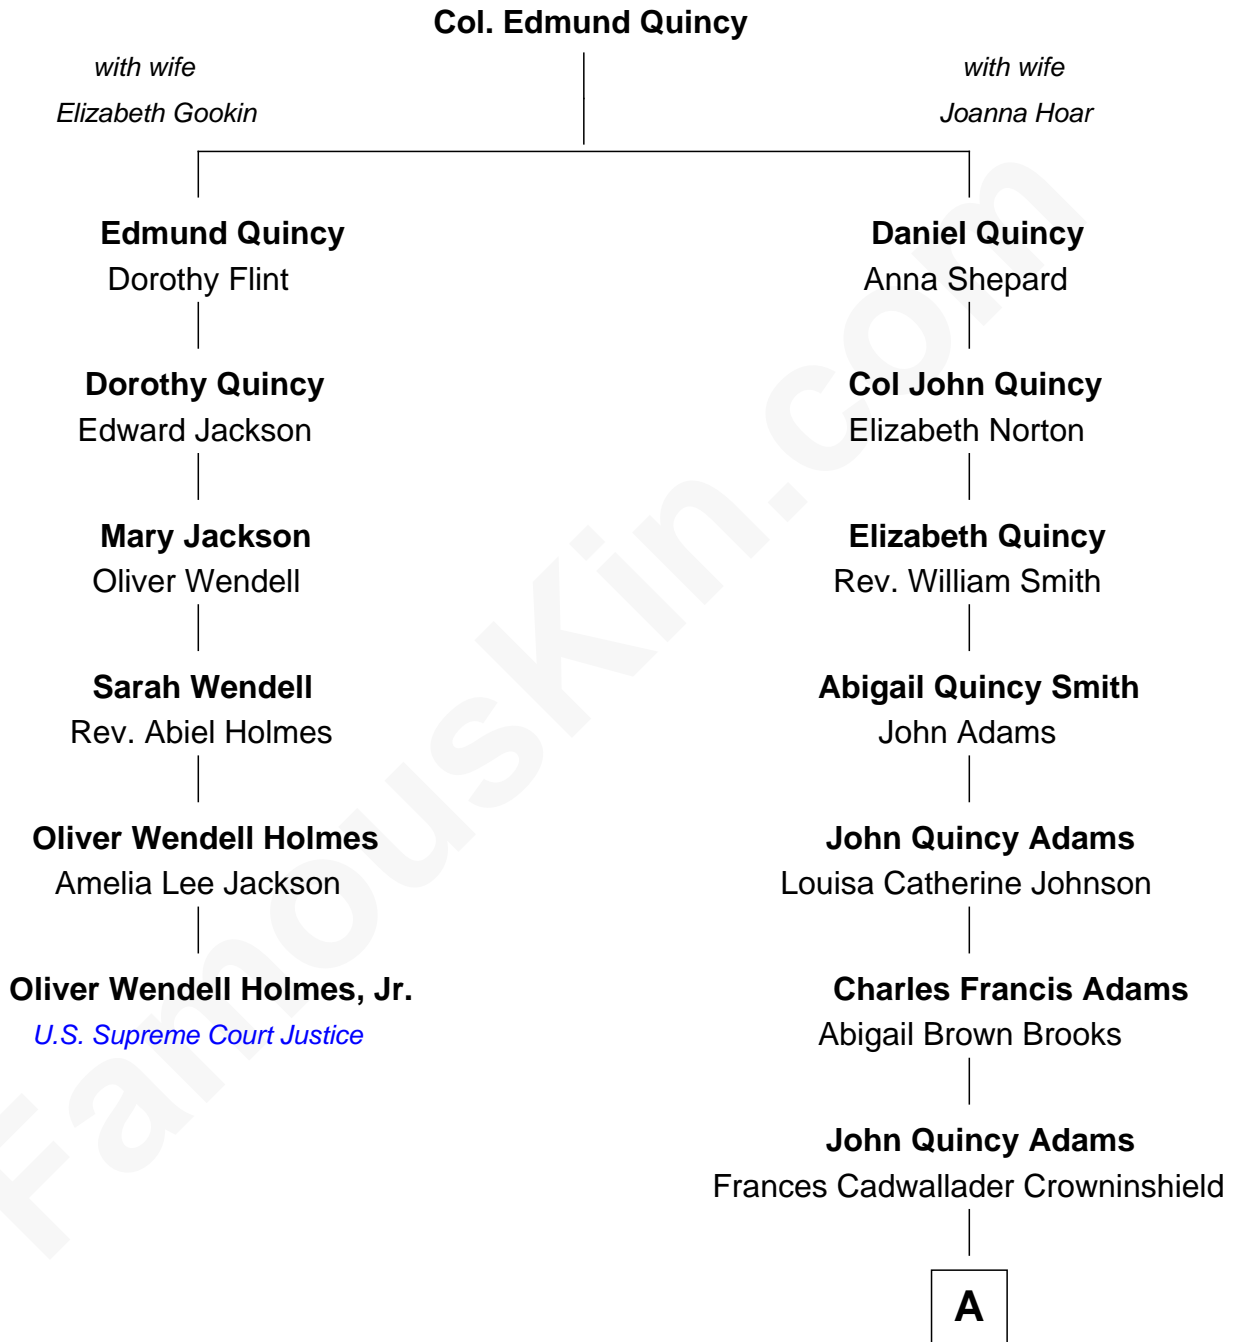 Col. Edmund Quincy
with wife
Elizabeth Gookin
with wife
Joanna Hoar
Edmund Quincy
Dorothy Flint
Daniel Quincy
Anna Shepard
Dorothy Quincy
Edward Jackson
Col John Quincy
Elizabeth Norton
Mary Jackson
Oliver Wendell
Elizabeth Quincy
Rev. William Smith
Sarah Wendell
Rev. Abiel Holmes
Abigail Quincy Smith
John Adams
Oliver Wendell Holmes
Amelia Lee Jackson
John Quincy Adams
Louisa Catherine Johnson
Oliver Wendell Holmes, Jr.
U.S. Supreme Court Justice
Charles Francis Adams
Abigail Brown Brooks
John Quincy Adams
Frances Cadwallader Crowninshield
A
FamousKin.com